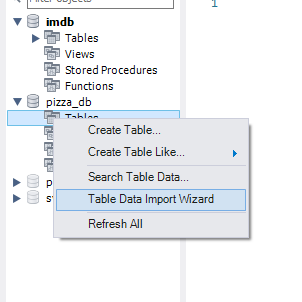 Filter objects
1
imdb
Tables
Views
Stored Procedures
Functions
pizza_db
Tables
Create Table...
Create Table Like...
Search Table Data...
Table Data Import Wizard
Refresh All
p
s